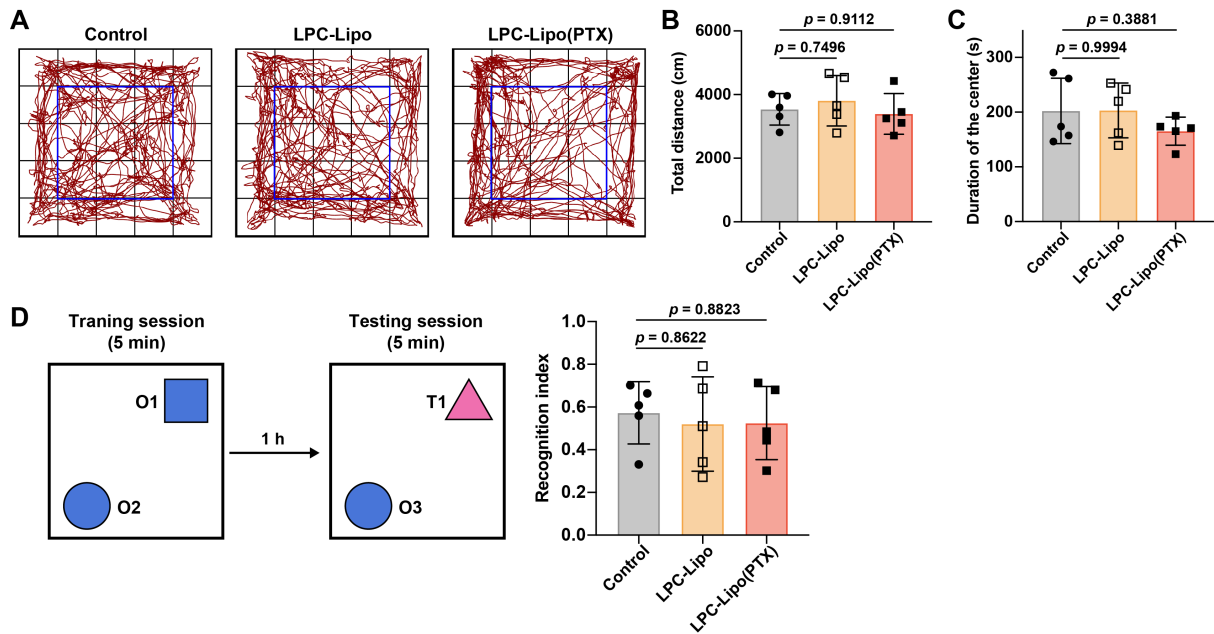 A
Control
LPC-Lipo
LPC-Lipo(PTX)
B
p = 0.9112
p = 0.7496
Total distance (cm)
6000
4000
2000
0
Control
LPC-Lipo
LPC-Lipo(PTX)
C
p = 0.3881
p = 0.9994
Duration of the center (s)
300
200
100
0
Control
LPC-Lipo
LPC-Lipo(PTX)
D
Traning session
(5 min)
O1
O2
1 h
Testing session
(5 min)
T1
O3
p = 0.8823
p = 0.8622
Recognition index
1.0
0.8
0.6
0.4
0.2
0.0
Control
LPC-Lipo
LPC-Lipo(PTX)